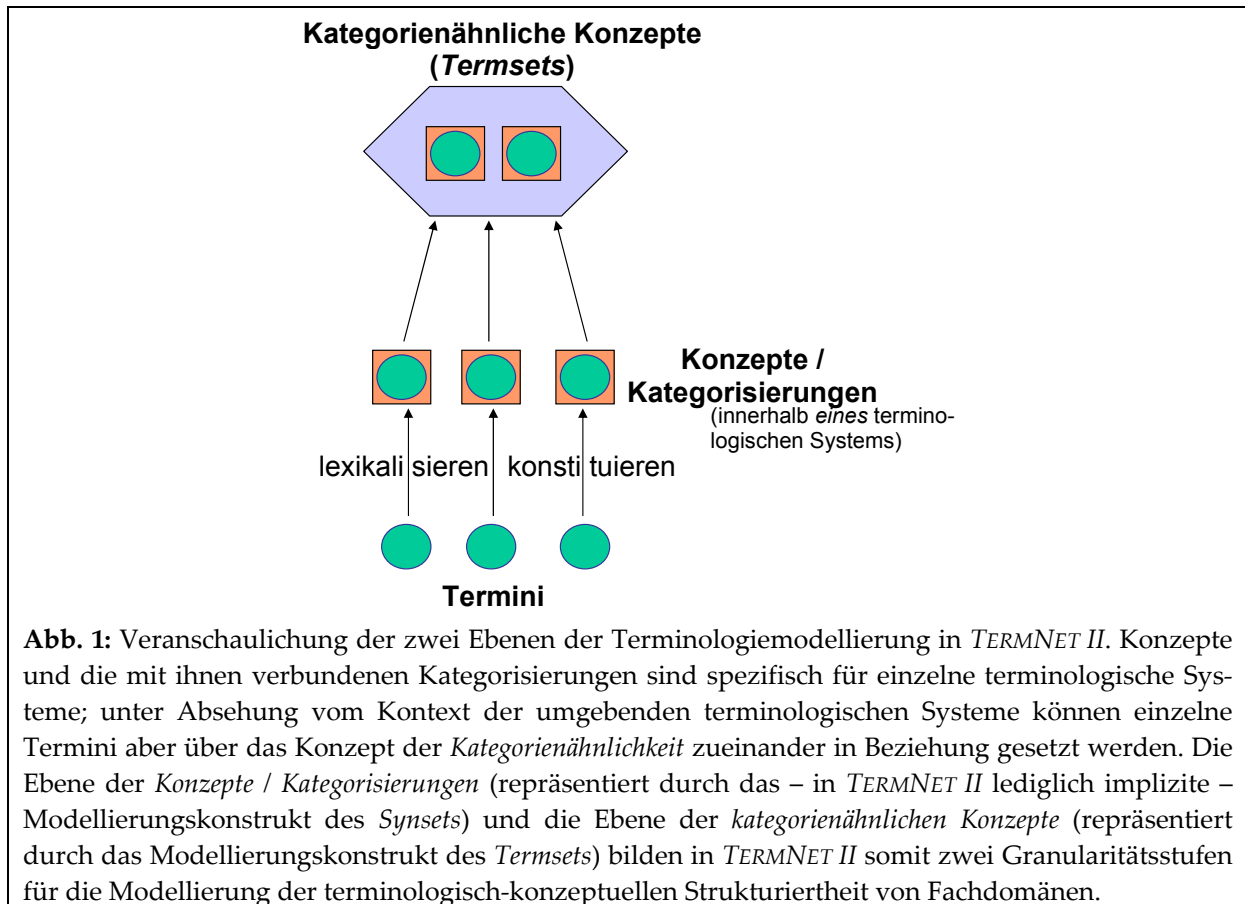 Kategorienähnliche Konzepte
(Termsets)
Konzepte /
Kategorisierungen
(innerhalb eines termino-
logischen Systems)
lexikali sieren konsti tuieren
Termini
Abb. 1: Veranschaulichung der zwei Ebenen der Terminologiemodellierung in TERMNET II. Konzepte
und die mit ihnen verbundenen Kategorisierungen sind spezifisch für einzelne terminologische Sys-
teme; unter Absehung vom Kontext der umgebenden terminologischen Systeme können einzelne
Termini aber über das Konzept der Kategorienähnlichkeit zueinander in Beziehung gesetzt werden. Die
Ebene der Konzepte / Kategorisierungen (repräsentiert durch das – in TERMNET II lediglich implizite –
Modellierungskonstrukt des Synsets) und die Ebene der kategorienähnlichen Konzepte (repräsentiert
durch das Modellierungskonstrukt des Termsets) bilden in TERMNET II somit zwei Granularitätsstufen
für die Modellierung der terminologisch-konzeptuellen Strukturiertheit von Fachdomänen.